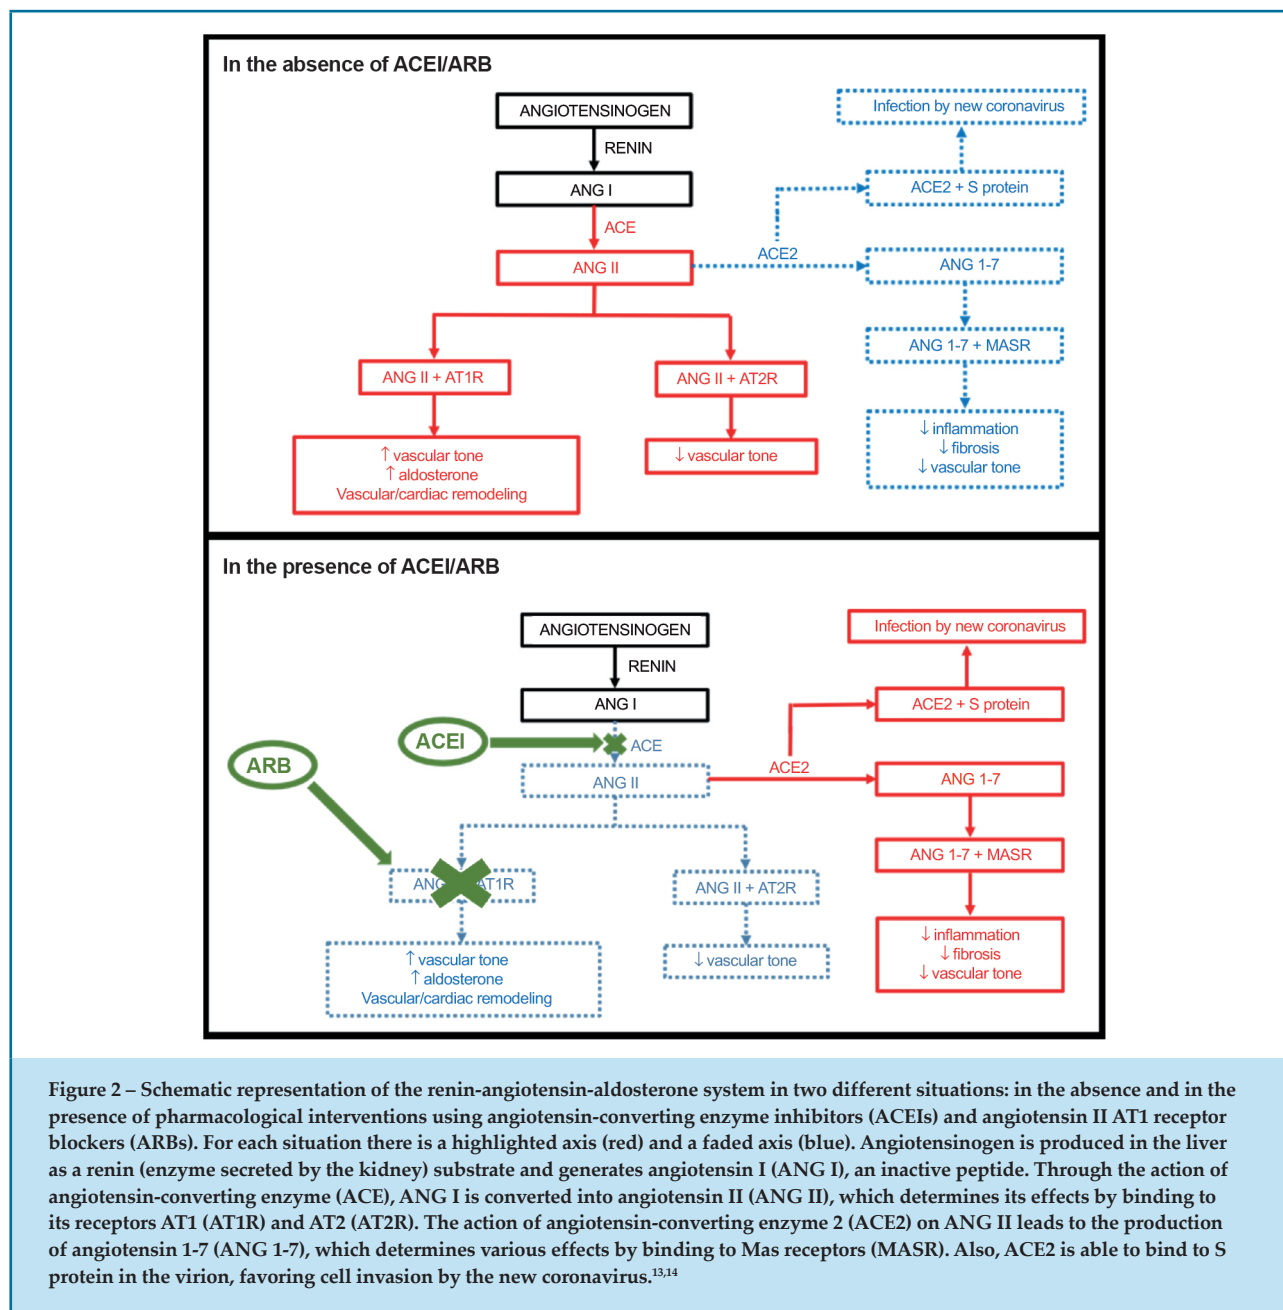 In the absence of ACEI/ARB
ANGIOTENSINOGEN
RENIN
ANG I
ACE
ANG II
ANG II + AT1R
↑ vascular tone
↑ aldosterone
Vascular/cardiac remodeling
ANG II + AT2R
↓ vascular tone
Infection by new coronavirus
ACE2 + S protein
ACE2
ANG 1-7
ANG 1-7 + MASR
↓ inflammation
↓ fibrosis
↓ vascular tone
In the presence of ACEI/ARB
ANGIOTENSINOGEN
RENIN
ANG I
ACEI
ACE
ARB
ANG II
AT1R
↑ vascular tone
↑ aldosterone
Vascular/cardiac remodeling
ANG II + AT2R
↓ vascular tone
Infection by new coronavirus
ACE2 + S protein
ACE2
ANG 1-7
ANG 1-7 + MASR
↓ inflammation
↓ fibrosis
↓ vascular tone
Figure 2 – Schematic representation of the renin-angiotensin-aldosterone system in two different situations: in the absence and in the
presence of pharmacological interventions using angiotensin-converting enzyme inhibitors (ACEIs) and angiotensin II AT1 receptor
blockers (ARBs). For each situation there is a highlighted axis (red) and a faded axis (blue). Angiotensinogen is produced in the liver
as a renin (enzyme secreted by the kidney) substrate and generates angiotensin I (ANG I), an inactive peptide. Through the action of
angiotensin-converting enzyme (ACE), ANG I is converted into angiotensin II (ANG II), which determines its effects by binding to
its receptors AT1 (AT1R) and AT2 (AT2R). The action of angiotensin-converting enzyme 2 (ACE2) on ANG II leads to the production
of angiotensin 1-7 (ANG 1-7), which determines various effects by binding to Mas receptors (MASR). Also, ACE2 is able to bind to S
protein in the virion, favoring cell invasion by the new coronavirus.13,14